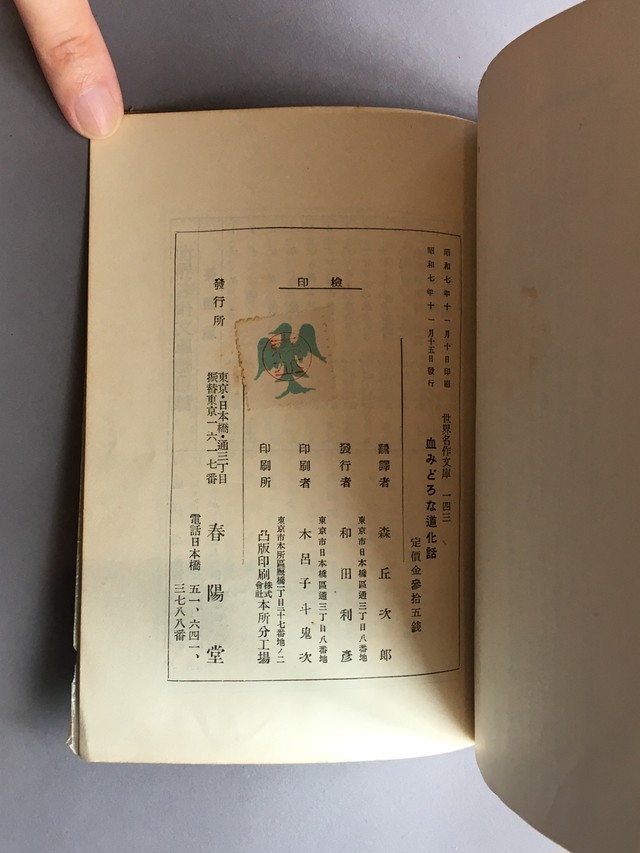 昭和七年十一月十日印刷
昭和七年十一月十五日發行
世界名作文庫 一四三
血みどろな道化話
定價金參拾五錢
檢印
飜譯者 森丘次郎
東京市日本橋區通三丁目八番地
發行者 和田利彥
東京市日本橋區通三丁目八番地
印刷者 木呂子斗鬼次
東京市本所區廐橋一丁目二十七番地ノ二
印刷所 凸版印刷株式會社本所分工場
發行所
東京・日本橋・通三丁目
振替東京一六一七番
春陽堂
電話日本橋 五一、六四一、
三七八八番